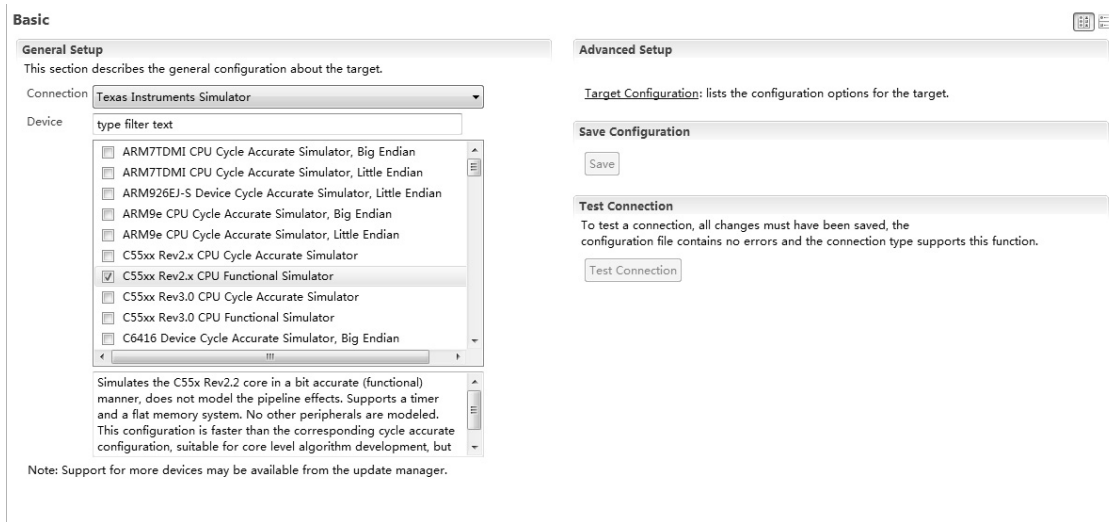 Basic
General Setup
This section describes the general configuration about the target.
Connection Texas Instruments Simulator
Device type filter text
ARM7TDMI CPU Cycle Accurate Simulator, Big Endian
ARM7TDMI CPU Cycle Accurate Simulator, Little Endian
ARM926EJ-S Device Cycle Accurate Simulator, Little Endian
ARM9e CPU Cycle Accurate Simulator, Big Endian
ARM9e CPU Cycle Accurate Simulator, Little Endian
C55xx Rev2.x CPU Cycle Accurate Simulator
C55xx Rev2.x CPU Functional Simulator
C55xx Rev3.0 CPU Cycle Accurate Simulator
C55xx Rev3.0 CPU Functional Simulator
C6416 Device Cycle Accurate Simulator, Big Endian
Simulates the C55x Rev2.2 core in a bit accurate (functional)
manner, does not model the pipeline effects. Supports a timer
and a flat memory system. No other peripherals are modeled.
This configuration is faster than the corresponding cycle accurate
configuration, suitable for core level algorithm development, but
Note: Support for more devices may be available from the update manager.
Advanced Setup
Target Configuration: lists the configuration options for the target.
Save Configuration
Save
Test Connection
To test a connection, all changes must have been saved, the
configuration file contains no errors and the connection type supports this function.
Test Connection